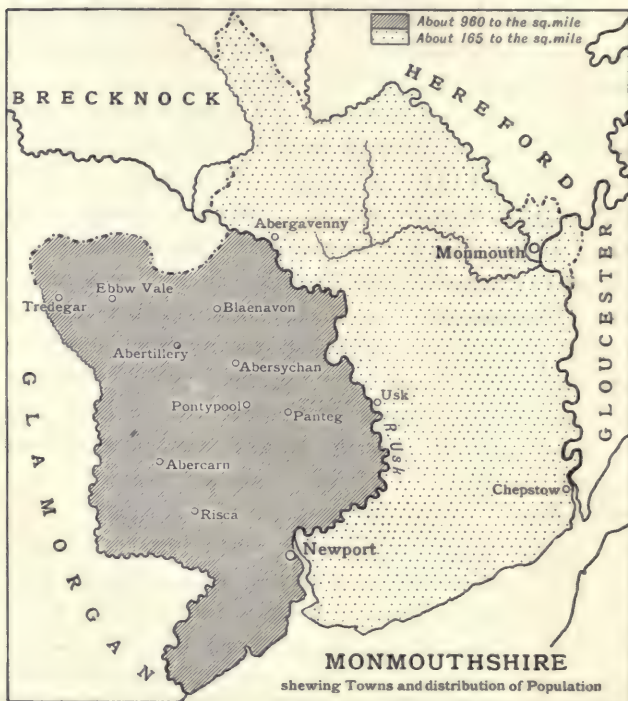 About 960 to the sq. mile
About 165 to the sq. mile
BRECKNOCK
HEREFORD
Abergavenny
Monmouth
GLOUCESTER
Ebbw Vale
Tredegar
Blaenavon
Abertillery
Abersychan
GLAMORGAN
Pontypool
Panteg
Usk
R. Usk
Abercarn
Chepstow
Risca
Newport
MONMOUTHSHIRE
shewing Towns and distribution of Population